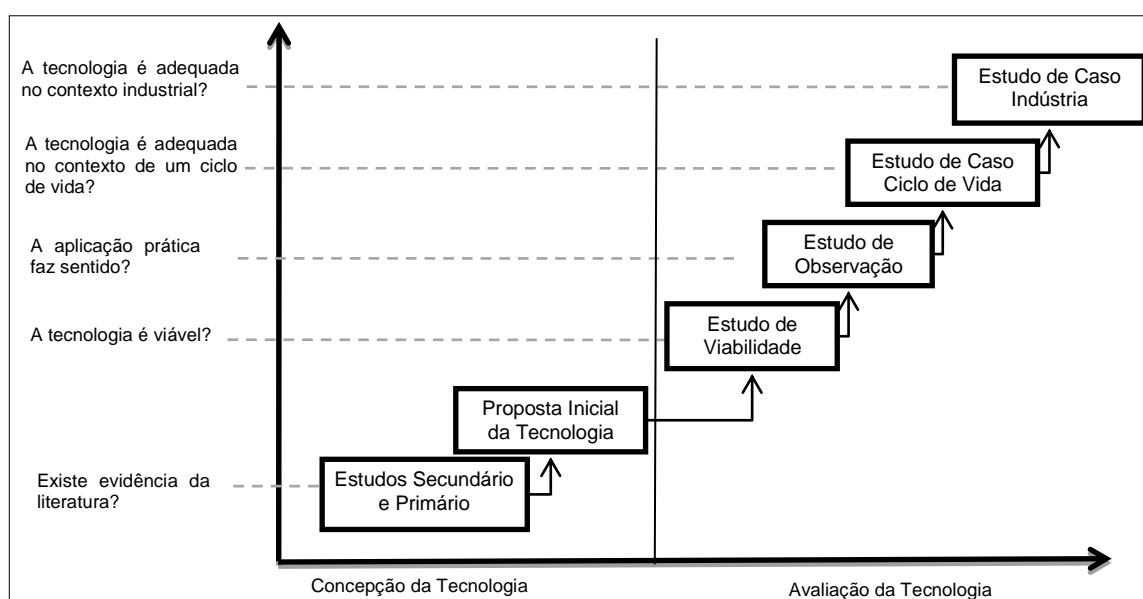 A tecnologia é adequada
no contexto industrial?
Estudo de Caso
Indústria
A tecnologia é adequada
no contexto de um ciclo
de vida?
Estudo de Caso
Ciclo de Vida
A aplicação prática
faz sentido?
Estudo de
Observação
A tecnologia é viável?
Estudo de
Viabilidade
Proposta Inicial
da Tecnologia
Existe evidência da
literatura?
Estudos Secundário
e Primário
Concepção da Tecnologia
Avaliação da Tecnologia